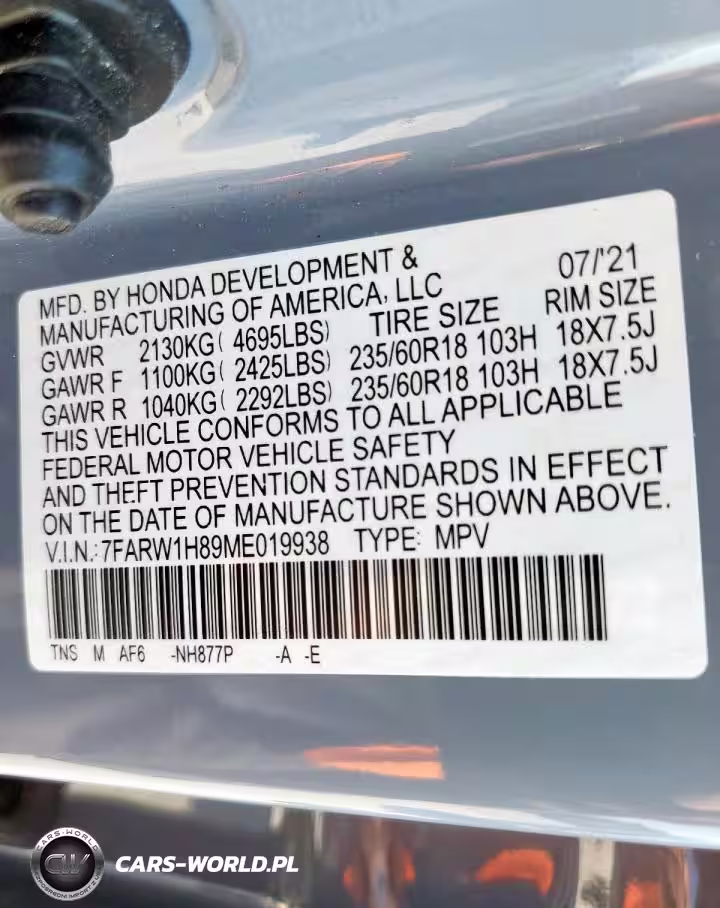 MFD. BY HONDA DEVELOPMENT &
MANUFACTURING OF AMERICA, LLC 07/'21
GVWR 2130KG( 4695LBS) TIRE SIZE RIM SIZE
GAWR F 1100KG( 2425LBS) 235/60R18 103H 18X7.5J
GAWR R 1040KG( 2292LBS) 235/60R18 103H 18X7.5J
THIS VEHICLE CONFORMS TO ALL APPLICABLE
FEDERAL MOTOR VEHICLE SAFETY
AND THEFT PREVENTION STANDARDS IN EFFECT
ON THE DATE OF MANUFACTURE SHOWN ABOVE.
V.I.N.:7FARW1H89ME019938 TYPE: MPV
TNS M AF6 -NH877P -A -E
CARS-WORLD
CW
CARS-WORLD.PL